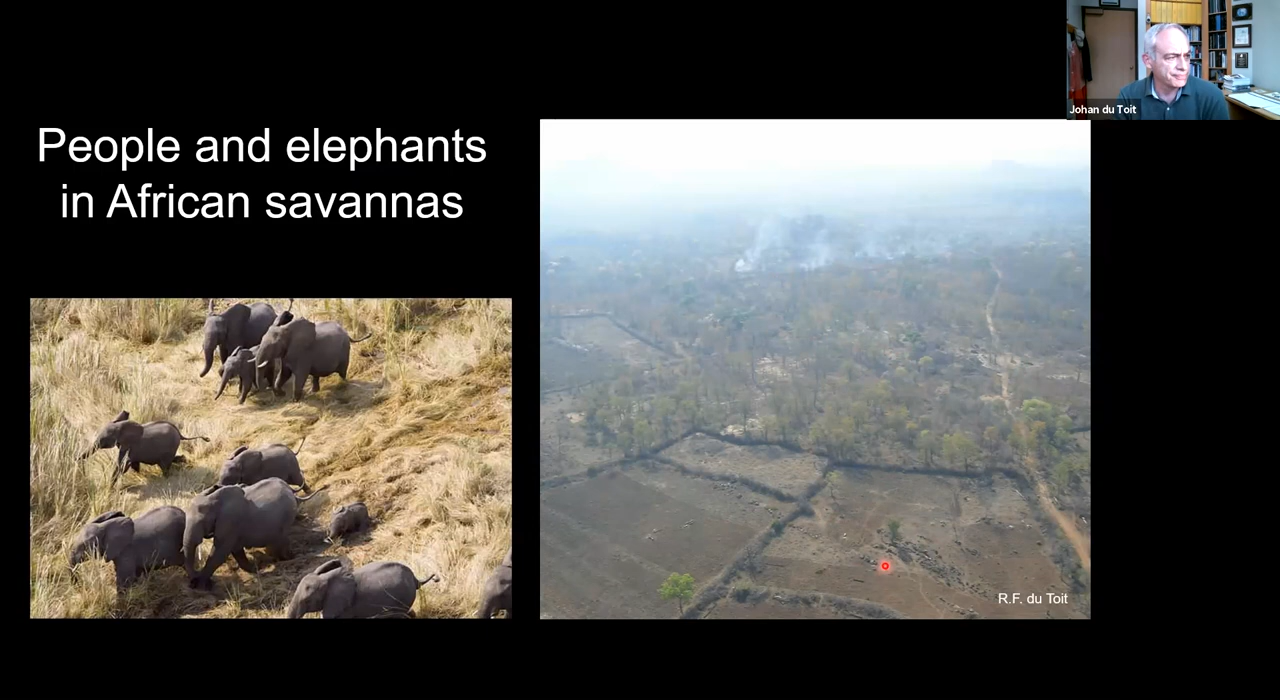 People and elephants
in African savannas
Johan du Toit
R.F. du Toit